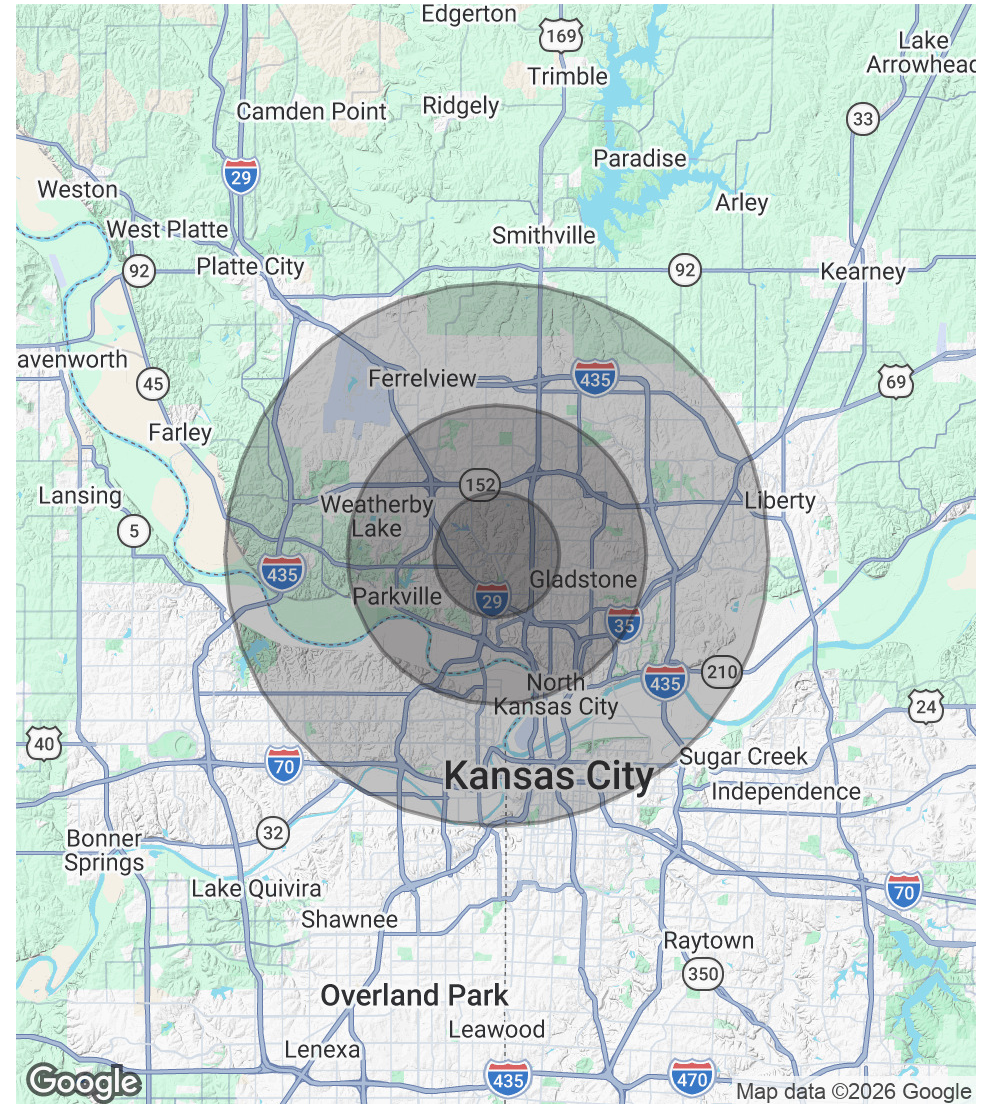 Edgerton
169
Lake
Arrowhead
Trimble
Camden Point
Ridgely
33
Paradise
29
Weston
Arley
West Platte
Smithville
Platte City
92
92
Kearney
avenworth
Ferrelview
435
45
69
Farley
152
Lansing
Weatherby
Lake
Liberty
5
435
Gladstone
Parkville
29
35
210
North
Kansas City
435
24
40
Sugar Creek
70
Kansas City
Independence
32
Bonner
Springs
Lake Quivira
70
Shawnee
Raytown
350
Overland Park
Leawood
Lenexa
435
470
Google
Map data ©2026 Google